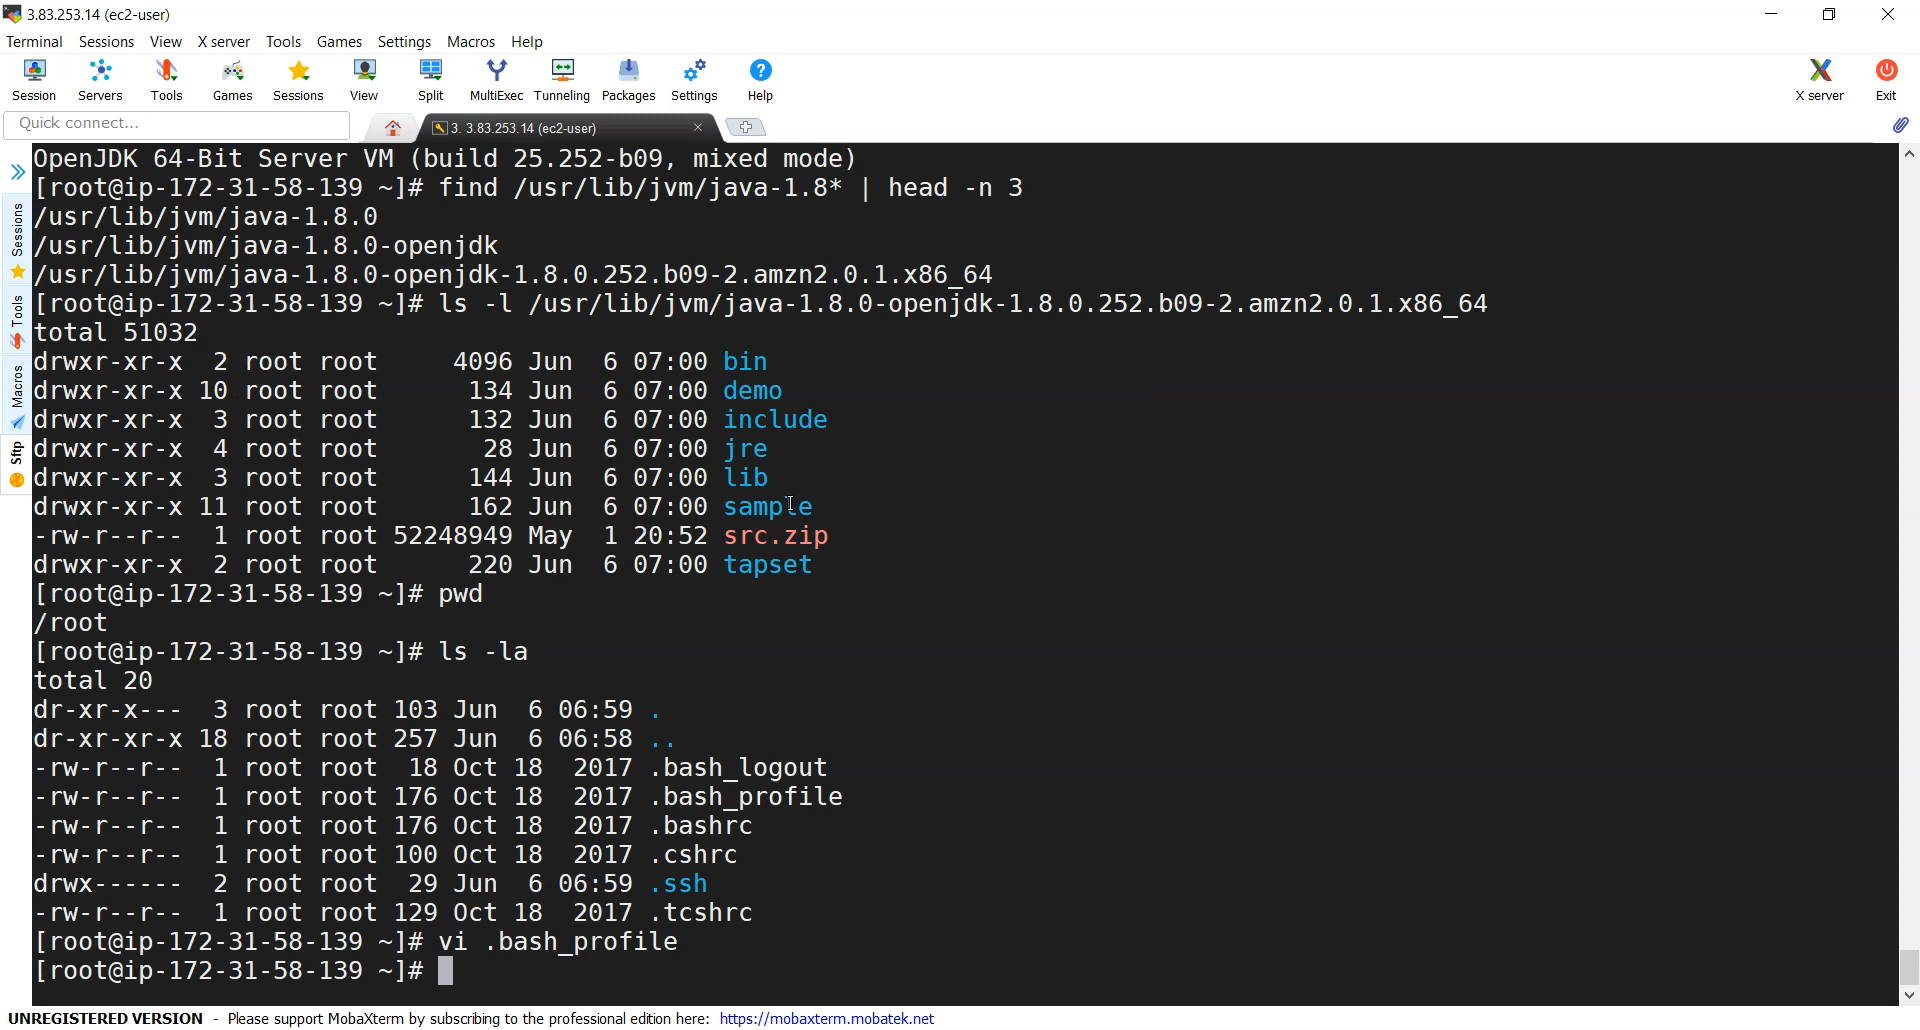 3.83.253.14 (ec2-user)
Terminal Sessions View X server Tools Games Settings Macros Help
Session Servers Tools Games Sessions View Split MultiExec Tunneling Packages Settings Help X server Exit
Quick connect... 3. 3.83.253.14 (ec2-user)
OpenJDK 64-Bit Server VM (build 25.252-b09, mixed mode)
[root@ip-172-31-58-139 ~]# find /usr/lib/jvm/java-1.8* | head -n 3
/usr/lib/jvm/java-1.8.0
/usr/lib/jvm/java-1.8.0-openjdk
/usr/lib/jvm/java-1.8.0-openjdk-1.8.0.252.b09-2.amzn2.0.1.x86_64
[root@ip-172-31-58-139 ~]# ls -l /usr/lib/jvm/java-1.8.0-openjdk-1.8.0.252.b09-2.amzn2.0.1.x86_64
total 51032
drwxr-xr-x  2 root root     4096 Jun  6 07:00 bin
drwxr-xr-x 10 root root      134 Jun  6 07:00 demo
drwxr-xr-x  3 root root      132 Jun  6 07:00 include
drwxr-xr-x  4 root root       28 Jun  6 07:00 jre
drwxr-xr-x  3 root root      144 Jun  6 07:00 lib
drwxr-xr-x 11 root root      162 Jun  6 07:00 sample
-rw-r--r--  1 root root 52248949 May  1 20:52 src.zip
drwxr-xr-x  2 root root      220 Jun  6 07:00 tapset
[root@ip-172-31-58-139 ~]# pwd
/root
[root@ip-172-31-58-139 ~]# ls -la
total 20
dr-xr-x---  3 root root 103 Jun  6 06:59 .
dr-xr-xr-x 18 root root 257 Jun  6 06:58 ..
-rw-r--r--  1 root root  18 Oct 18  2017 .bash_logout
-rw-r--r--  1 root root 176 Oct 18  2017 .bash_profile
-rw-r--r--  1 root root 176 Oct 18  2017 .bashrc
-rw-r--r--  1 root root 100 Oct 18  2017 .cshrc
drwx------  2 root root  29 Jun  6 06:59 .ssh
-rw-r--r--  1 root root 129 Oct 18  2017 .tcshrc
[root@ip-172-31-58-139 ~]# vi .bash_profile
[root@ip-172-31-58-139 ~]#
Sessions
Tools
Macros
Sftp
UNREGISTERED VERSION - Please support MobaXterm by subscribing to the professional edition here: https://mobaxterm.mobatek.net